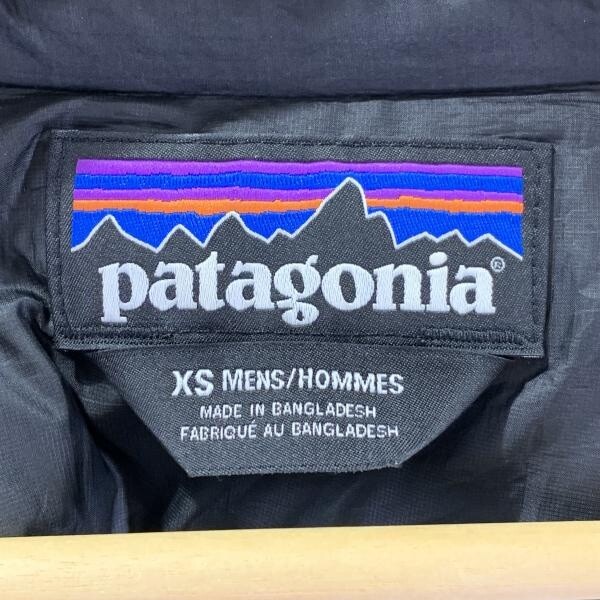 patagonia®
XS MENS/HOMMES
MADE IN BANGLADESH
FABRIQUÉ AU BANGLADESH